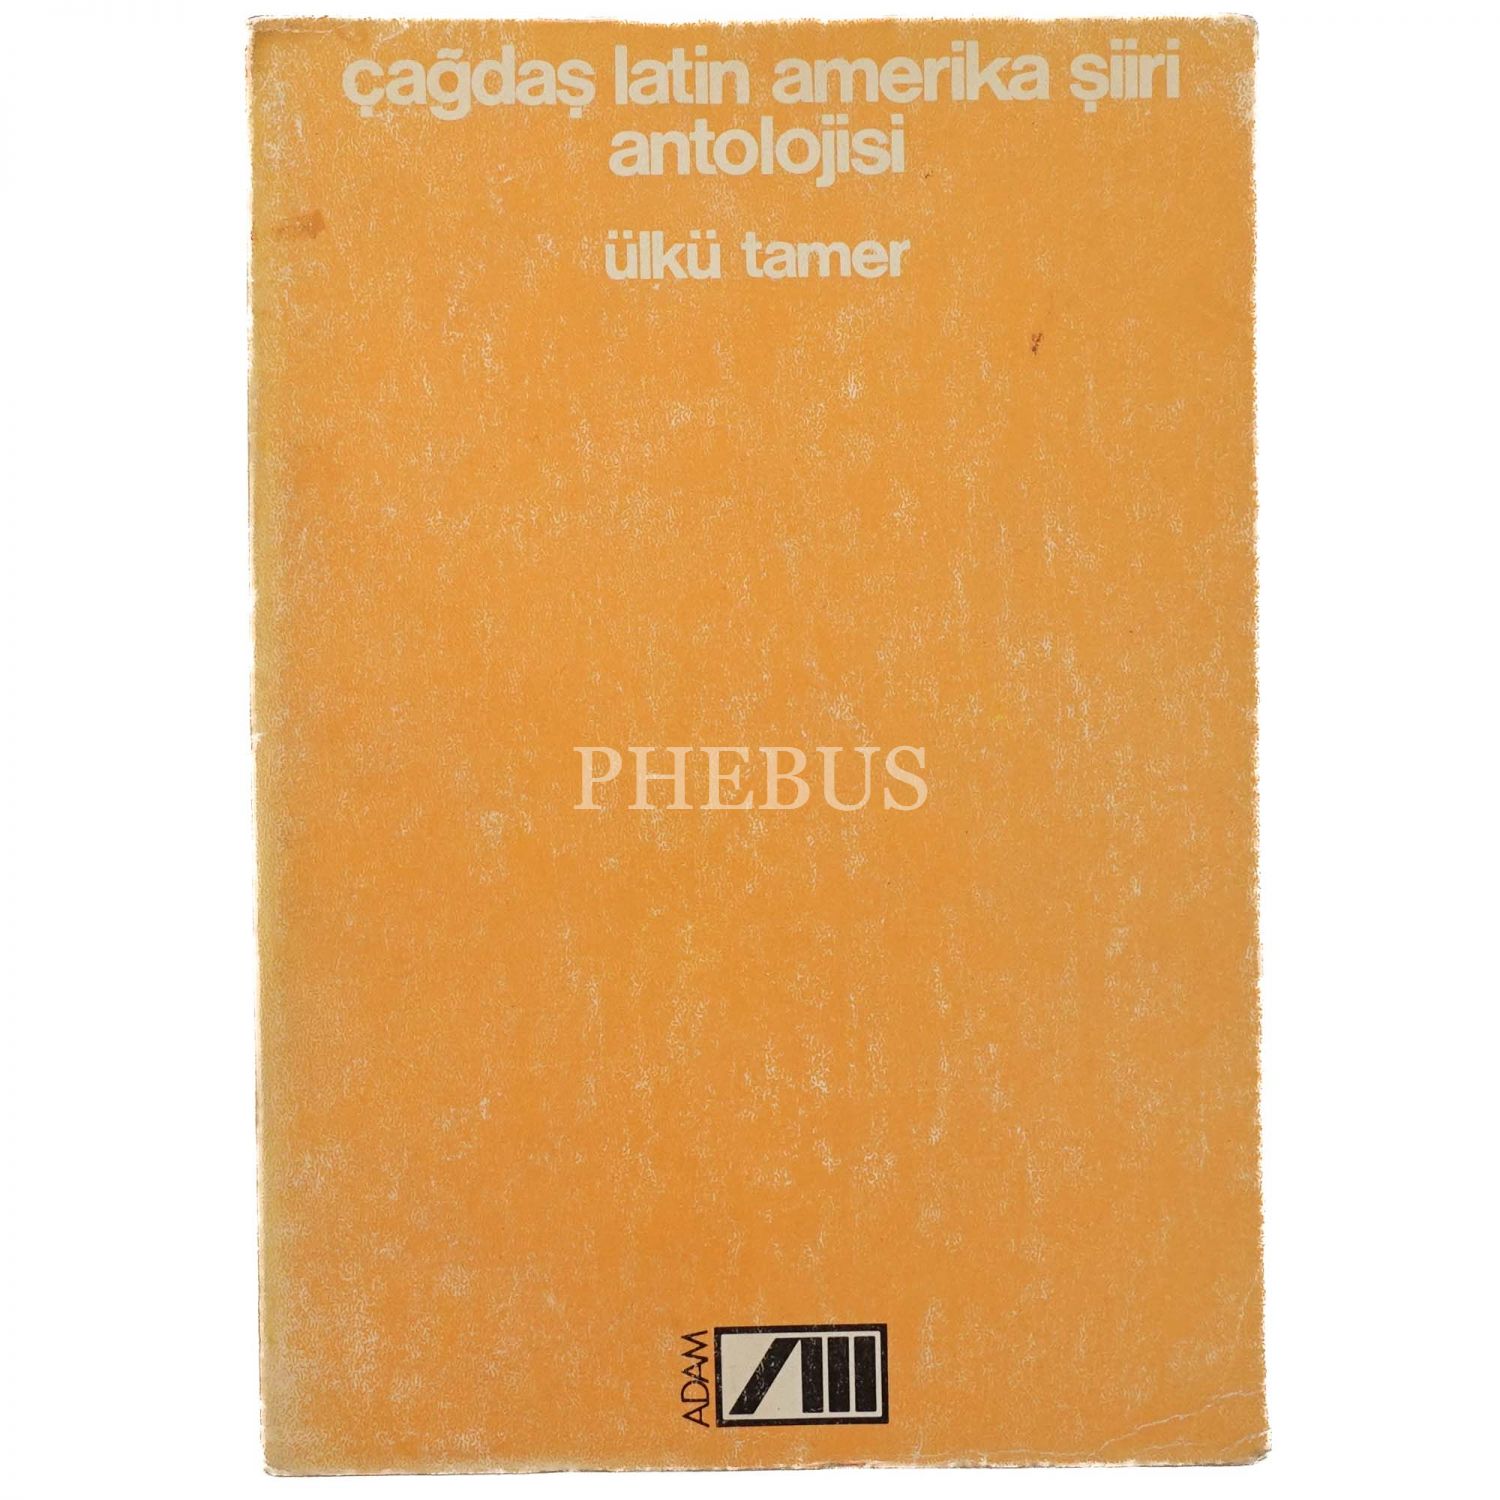 çağdaş latin amerika şiiri
antolojisi
ülkü tamer
PHEBUS
ADAM